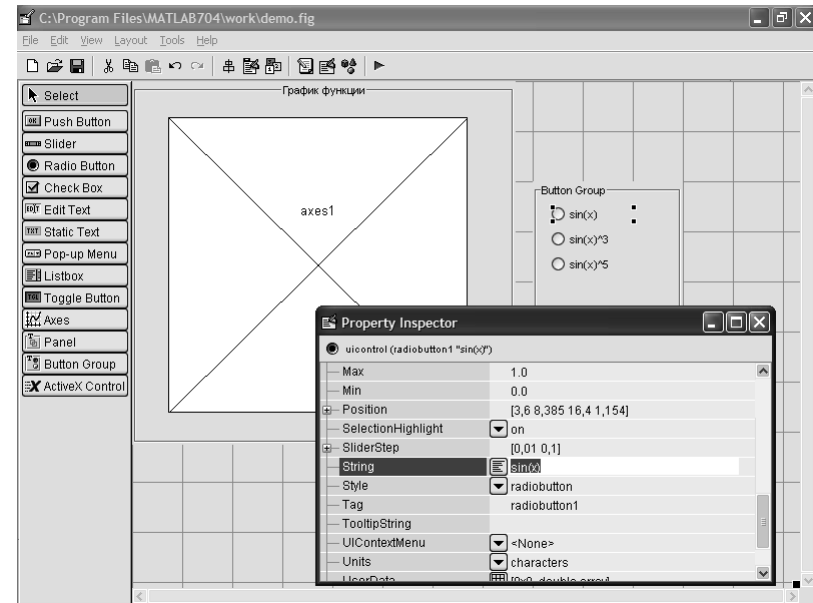 C:\Program Files\MATLAB704\work\demo.fig
File Edit View Layout Tools Help
Select
Push Button
Slider
Radio Button
Check Box
Edit Text
Static Text
Pop-up Menu
Listbox
Toggle Button
Axes
Panel
Button Group
ActiveX Control
График функции
axes1
Button Group
sin(x)
sin(x)^3
sin(x)^5
Property Inspector
uicontrol (radiobutton1 "sin(x)")
Max 1.0
Min 0.0
Position [3,6 8,385 16,4 1,154]
SelectionHighlight on
SliderStep [0,01 0,1]
String sin(x)
Style radiobutton
Tag radiobutton1
TooltipString
UIContextMenu <None>
Units characters
UserData [0x0 double array]